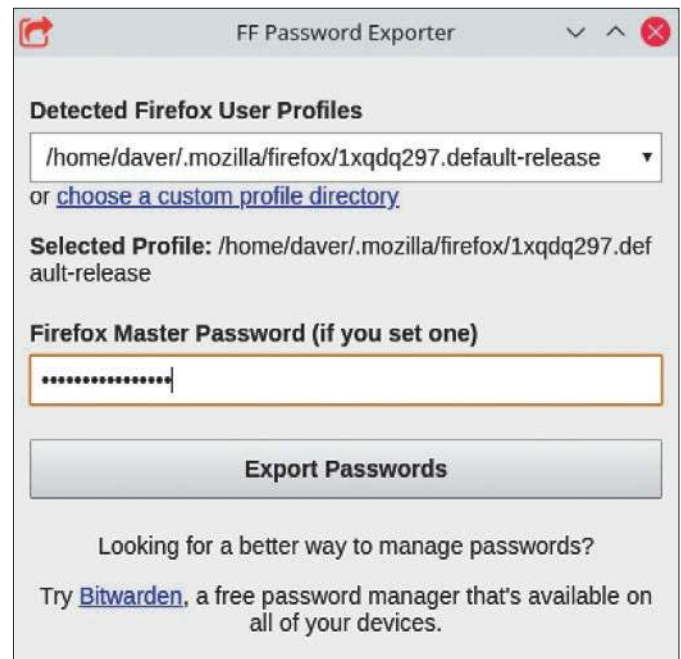 FF Password Exporter
Detected Firefox User Profiles
/home/daver/.mozilla/firefox/1xqdq297.default-release
or choose a custom profile directory
Selected Profile: /home/daver/.mozilla/firefox/1xqdq297.def
ault-release
Firefox Master Password (if you set one)
••••••••••••••••
Export Passwords
Looking for a better way to manage passwords?
Try Bitwarden, a free password manager that's available on
all of your devices.